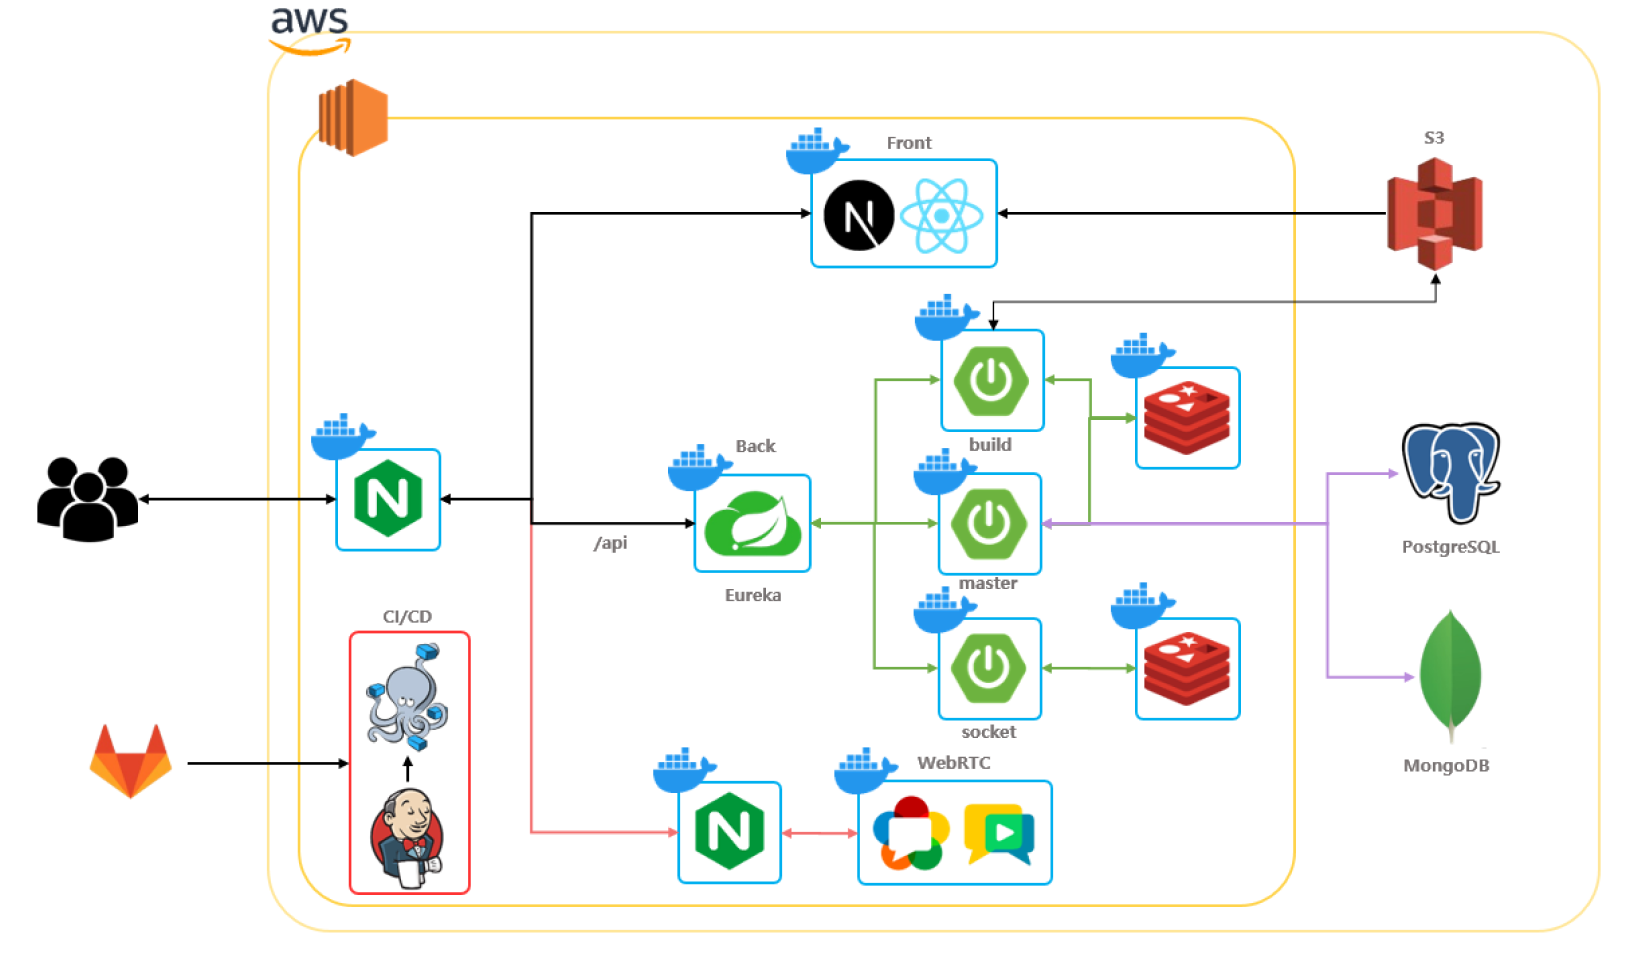 aws
Front
S3
build
Back
/api
Eureka
master
PostgreSQL
CI/CD
socket
WebRTC
MongoDB